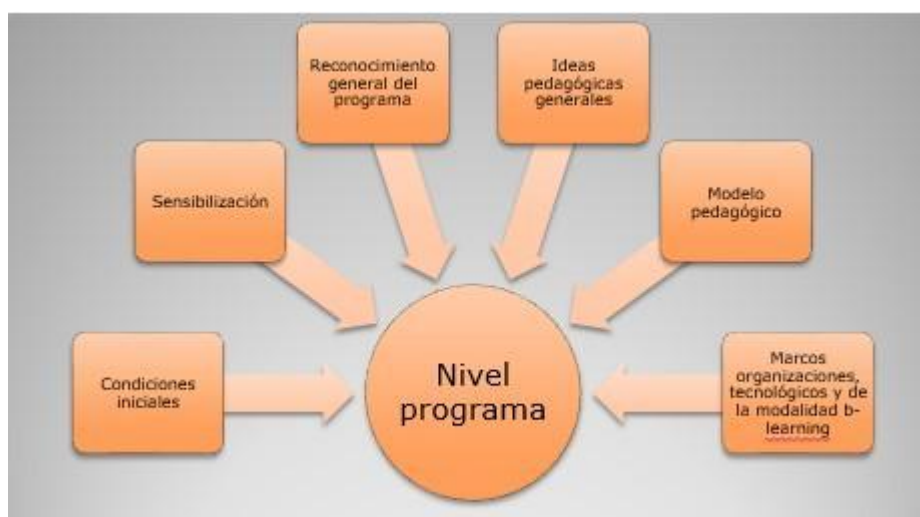 Reconocimiento
general del
programa
Ideas
pedagógicas
generales
Sensibilización
Modelo
pedagógico
Condiciones
iniciales
Nivel
programa
Marcos
organizaciones,
tecnológicos y de
la modalidad b-
learning